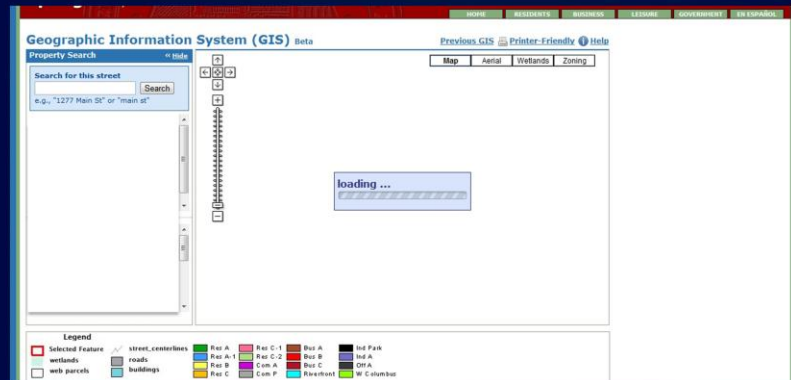 HOME RESIDENTS BUSINESS LEISURE GOVERNMENT EN ESPAÑOL
Geographic Information System (GIS) Beta
Previous GIS Printer-Friendly Help
Property Search « Hide
Map Aerial Wetlands Zoning
Search for this street
Search
e.g., "1277 Main St" or "main st"
loading ...
Legend
Selected Feature street_centerlines Res A Res C-1 Bus A Ind Park
wetlands roads Res A-1 Res C-2 Bus B Ind A
web parcels buildings Res B Com A Bus C Off A
Res C Com P Riverfront W Columbus